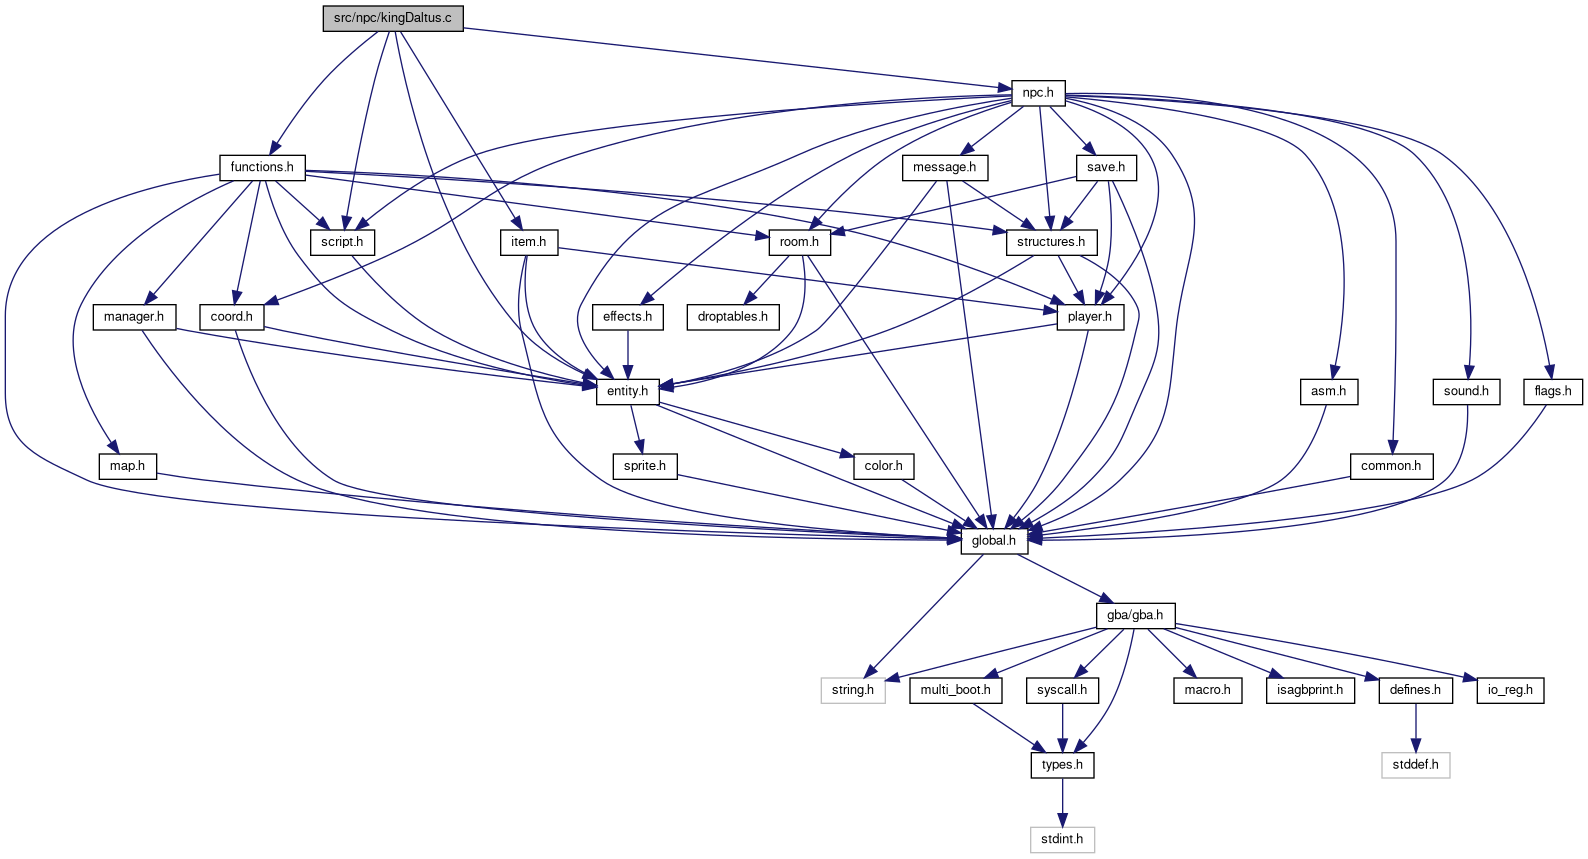 src/npc/kingDaltus.c
npc.h
functions.h
message.h
save.h
script.h
item.h
room.h
structures.h
manager.h
coord.h
effects.h
droptables.h
player.h
entity.h
asm.h
sound.h
flags.h
map.h
sprite.h
color.h
common.h
global.h
gba/gba.h
string.h
multi_boot.h
syscall.h
macro.h
isagbprint.h
defines.h
io_reg.h
types.h
stddef.h
stdint.h